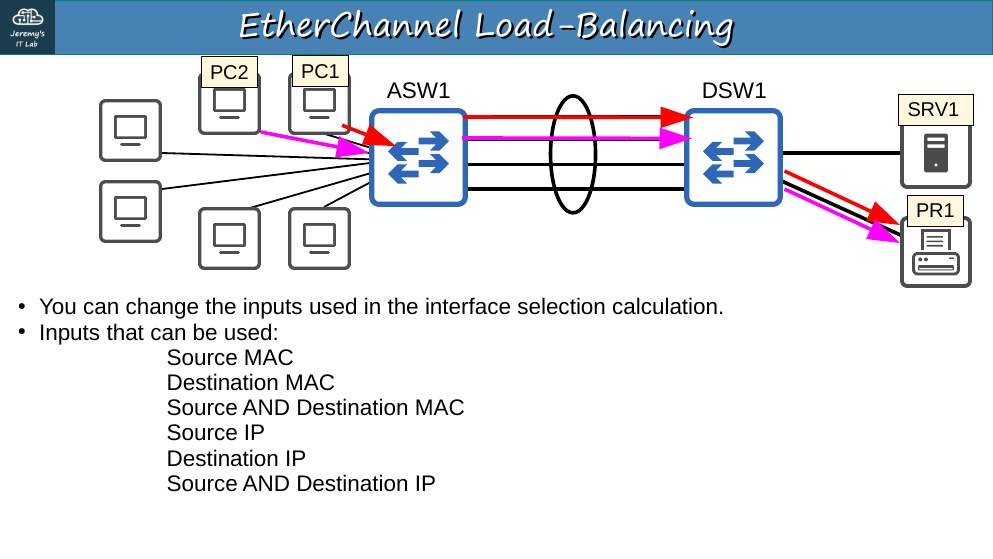 Jeremy's
IT Lab
EtherChannel Load-Balancing
PC2
PC1
ASW1
DSW1
SRV1
PR1
• You can change the inputs used in the interface selection calculation.
• Inputs that can be used:
Source MAC
Destination MAC
Source AND Destination MAC
Source IP
Destination IP
Source AND Destination IP